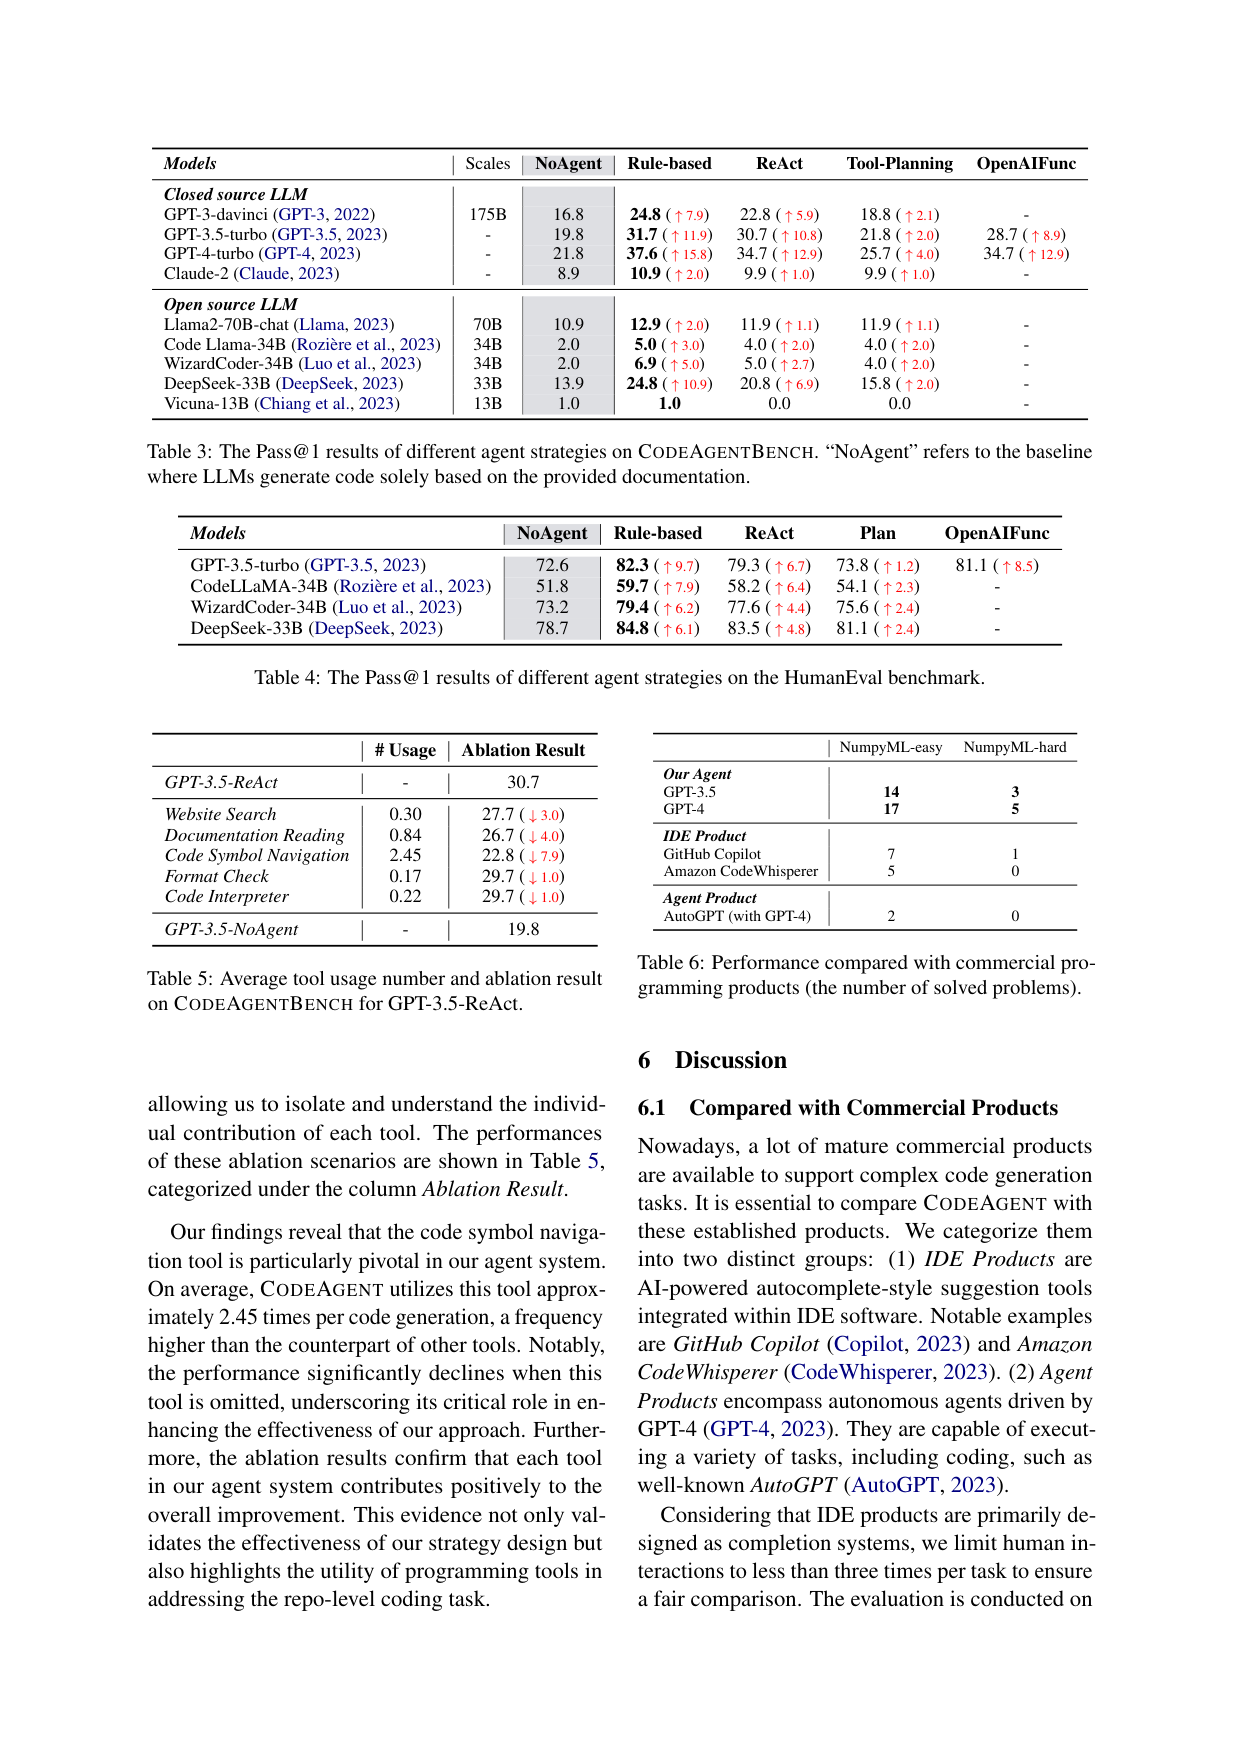 Models Scales NoAgent Rule-based ReAct Tool-Planning OpenAIFunc
Closed source LLM
GPT-3-davinci (GPT-3, 2022) 175B 16.8 24.8 (↑7.9) 22.8 (↑5.9) 18.8 (↑2.1) -
GPT-3.5-turbo (GPT-3.5, 2023) - 19.8 31.7 (↑11.9) 30.7 (↑10.8) 21.8 (↑2.0) 28.7 (↑8.9)
GPT-4-turbo (GPT-4, 2023) - 21.8 37.6 (↑15.8) 34.7 (↑12.9) 25.7 (↑4.0) 34.7 (↑12.9)
Claude-2 (Claude, 2023) - 8.9 10.9 (↑2.0) 9.9 (↑1.0) 9.9 (↑1.0) -
Open source LLM
Llama2-70B-chat (Llama, 2023) 70B 10.9 12.9 (↑2.0) 11.9 (↑1.1) 11.9 (↑1.1) -
Code Llama-34B (Rozière et al., 2023) 34B 2.0 5.0 (↑3.0) 4.0 (↑2.0) 4.0 (↑2.0) -
WizardCoder-34B (Luo et al., 2023) 34B 2.0 6.9 (↑5.0) 5.0 (↑2.7) 4.0 (↑2.0) -
DeepSeek-33B (DeepSeek, 2023) 33B 13.9 24.8 (↑10.9) 20.8 (↑6.9) 15.8 (↑2.0) -
Vicuna-13B (Chiang et al., 2023) 13B 1.0 1.0 0.0 0.0 -
Table 3: The Pass@1 results of different agent strategies on CODEAGENTBENCH. “NoAgent” refers to the baseline
where LLMs generate code solely based on the provided documentation.
Models NoAgent Rule-based ReAct Plan OpenAIFunc
GPT-3.5-turbo (GPT-3.5, 2023) 72.6 82.3 (↑9.7) 79.3 (↑6.7) 73.8 (↑1.2) 81.1 (↑8.5)
CodeLLaMA-34B (Rozière et al., 2023) 51.8 59.7 (↑7.9) 58.2 (↑6.4) 54.1 (↑2.3) -
WizardCoder-34B (Luo et al., 2023) 73.2 79.4 (↑6.2) 77.6 (↑4.4) 75.6 (↑2.4) -
DeepSeek-33B (DeepSeek, 2023) 78.7 84.8 (↑6.1) 83.5 (↑4.8) 81.1 (↑2.4) -
Table 4: The Pass@1 results of different agent strategies on the HumanEval benchmark.
# Usage Ablation Result
GPT-3.5-ReAct - 30.7
Website Search 0.30 27.7 (↓3.0)
Documentation Reading 0.84 26.7 (↓4.0)
Code Symbol Navigation 2.45 22.8 (↓7.9)
Format Check 0.17 29.7 (↓1.0)
Code Interpreter 0.22 29.7 (↓1.0)
GPT-3.5-NoAgent - 19.8
Table 5: Average tool usage number and ablation result
on CODEAGENTBENCH for GPT-3.5-ReAct.
allowing us to isolate and understand the individ-
ual contribution of each tool. The performances
of these ablation scenarios are shown in Table 5,
categorized under the column Ablation Result.
Our findings reveal that the code symbol naviga-
tion tool is particularly pivotal in our agent system.
On average, CODEAGENT utilizes this tool approx-
imately 2.45 times per code generation, a frequency
higher than the counterpart of other tools. Notably,
the performance significantly declines when this
tool is omitted, underscoring its critical role in en-
hancing the effectiveness of our approach. Further-
more, the ablation results confirm that each tool
in our agent system contributes positively to the
overall improvement. This evidence not only val-
idates the effectiveness of our strategy design but
also highlights the utility of programming tools in
addressing the repo-level coding task.
NumpyML-easy NumpyML-hard
Our Agent
GPT-3.5 14 3
GPT-4 17 5
IDE Product
GitHub Copilot 7 1
Amazon CodeWhisperer 5 0
Agent Product
AutoGPT (with GPT-4) 2 0
Table 6: Performance compared with commercial pro-
gramming products (the number of solved problems).
6 Discussion
6.1 Compared with Commercial Products
Nowadays, a lot of mature commercial products
are available to support complex code generation
tasks. It is essential to compare CODEAGENT with
these established products. We categorize them
into two distinct groups: (1) IDE Products are
AI-powered autocomplete-style suggestion tools
integrated within IDE software. Notable examples
are GitHub Copilot (Copilot, 2023) and Amazon
CodeWhisperer (CodeWhisperer, 2023). (2) Agent
Products encompass autonomous agents driven by
GPT-4 (GPT-4, 2023). They are capable of execut-
ing a variety of tasks, including coding, such as
well-known AutoGPT (AutoGPT, 2023).
Considering that IDE products are primarily de-
signed as completion systems, we limit human in-
teractions to less than three times per task to ensure
a fair comparison. The evaluation is conducted on